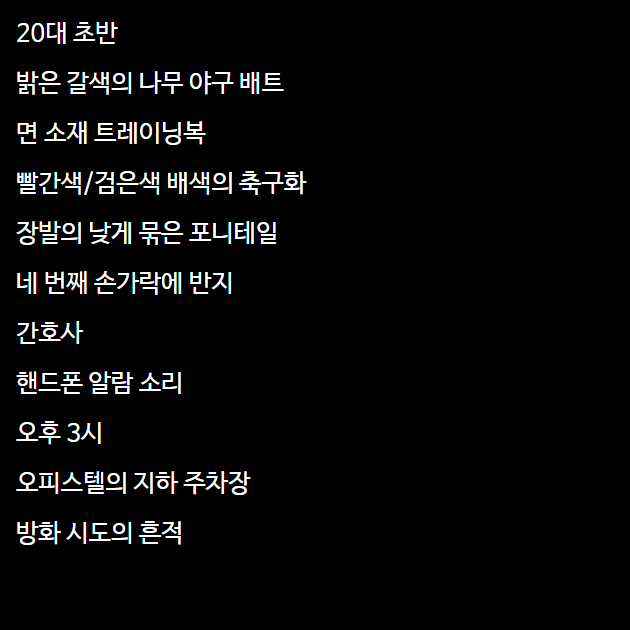 20대 초반
밝은 갈색의 나무 야구 배트
면 소재 트레이닝복
빨간색/검은색 배색의 축구화
장발의 낮게 묶은 포니테일
네 번째 손가락에 반지
간호사
핸드폰 알람 소리
오후 3시
오피스텔의 지하 주차장
방화 시도의 흔적